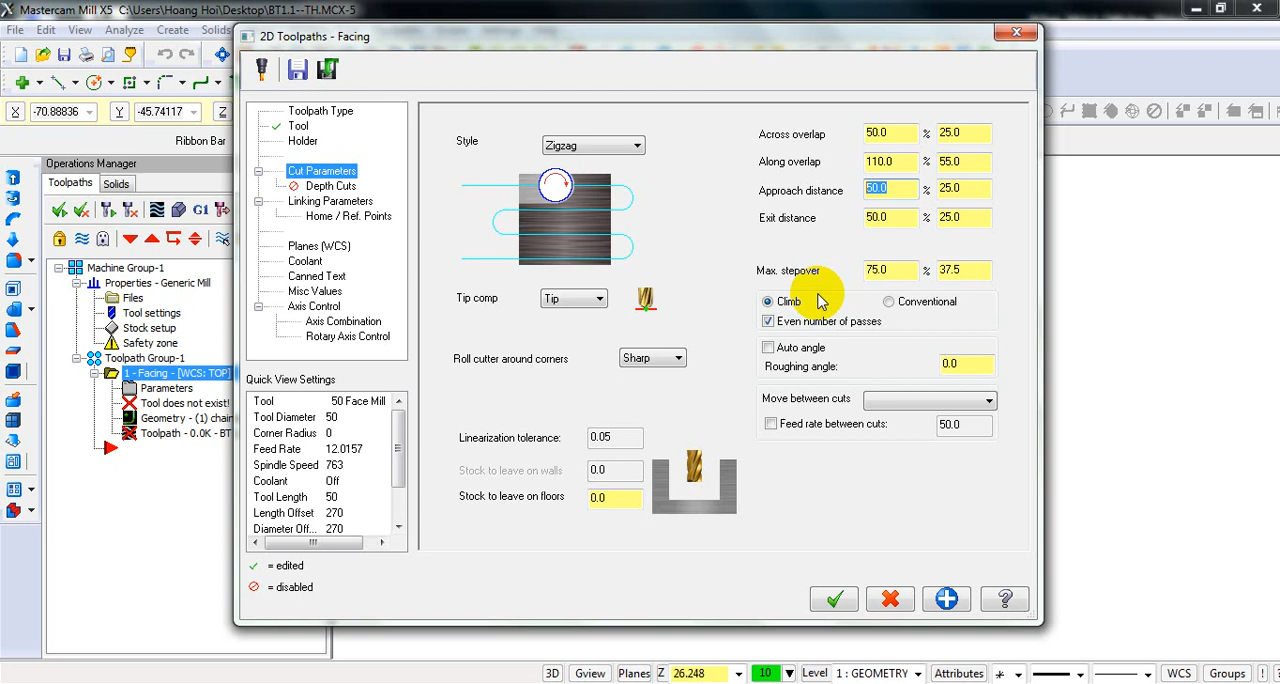 Mastercam Mill X5 C:\Users\Hoang Hoi\Desktop\BT1.1--TH.MCX-5
File Edit View Analyze Create Solids
X -70.88836 Y -45.74117 Z
Ribbon Bar
Operations Manager
Toolpaths Solids
G1
Machine Group-1
Properties - Generic Mill
Files
Tool settings
Stock setup
Safety zone
Toolpath Group-1
1 - Facing - [WCS: TOP]
Parameters
Tool does not exist!
Geometry - (1) chain
Toolpath - 0.0K - BT
2D Toolpaths - Facing
Toolpath Type
Tool
Holder
Cut Parameters
Depth Cuts
Linking Parameters
Home / Ref. Points
Planes (WCS)
Coolant
Canned Text
Misc Values
Axis Control
Axis Combination
Rotary Axis Control
Quick View Settings
Tool 50 Face Mill
Tool Diameter 50
Corner Radius 0
Feed Rate 12.0157
Spindle Speed 763
Coolant Off
Tool Length 50
Length Offset 270
Diameter Off... 270
= edited
= disabled
Style Zigzag
Tip comp Tip
Roll cutter around corners Sharp
Linearization tolerance: 0.05
Stock to leave on walls 0.0
Stock to leave on floors 0.0
Across overlap 50.0 % 25.0
Along overlap 110.0 % 55.0
Approach distance 50.0 % 25.0
Exit distance 50.0 % 25.0
Max. stepover 75.0 % 37.5
Climb Conventional
Even number of passes
Auto angle
Roughing angle: 0.0
Move between cuts
Feed rate between cuts: 50.0
3D Gview Planes Z 26.248 10 Level 1 : GEOMETRY Attributes WCS Groups